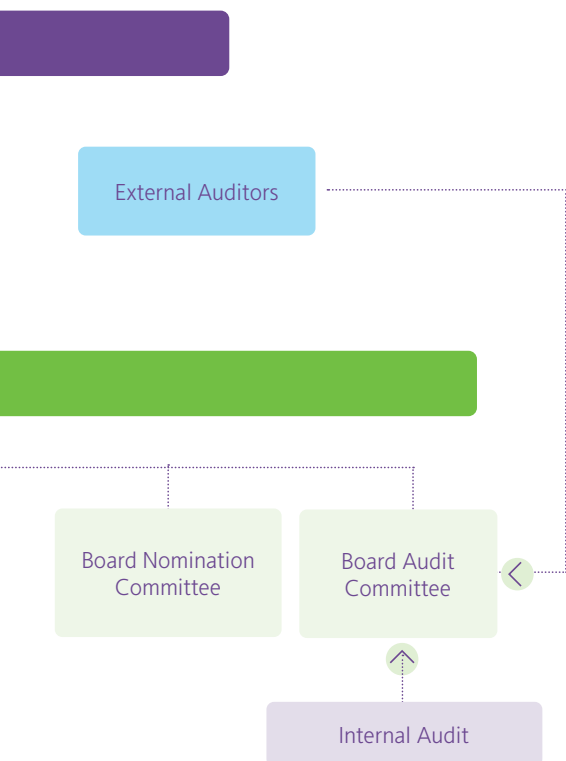 External Auditors
Board Nomination
Committee
Board Audit
Committee
Internal Audit